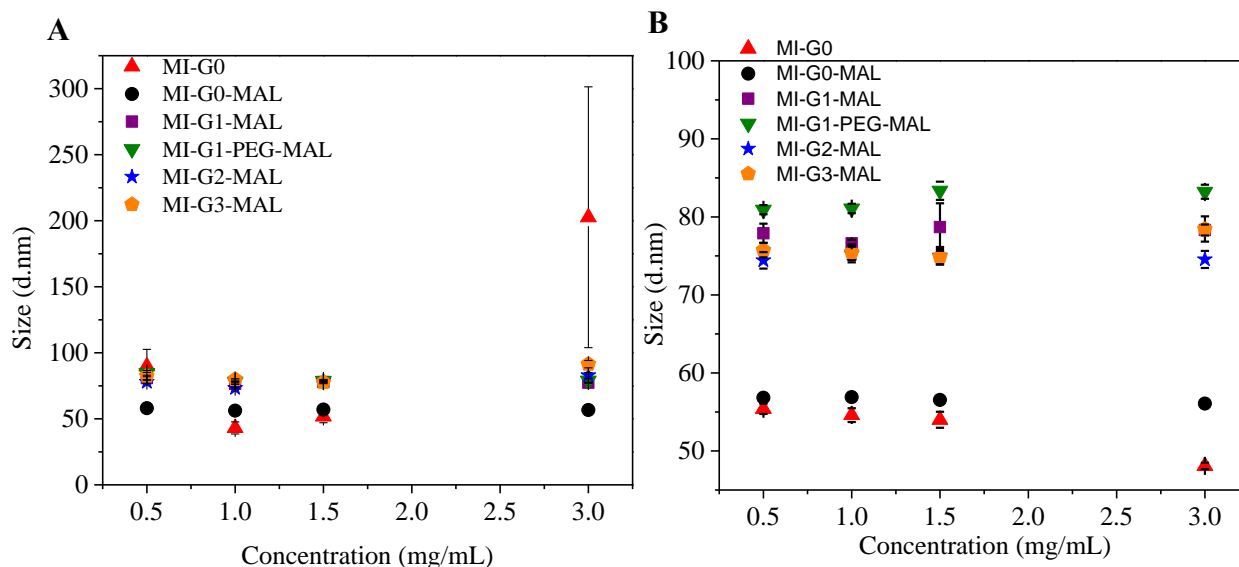 A
MI-G0
MI-G0-MAL
MI-G1-MAL
MI-G1-PEG-MAL
MI-G2-MAL
MI-G3-MAL
300
250
200
150
100
50
0
Size (d.nm)
0.5 1.0 1.5 2.0 3.0
Concentration (mg/mL)
B
MI-G0
MI-G0-MAL
MI-G1-MAL
MI-G1-PEG-MAL
MI-G2-MAL
MI-G3-MAL
100
90
80
70
60
50
Size (d.nm)
0.5 1.0 1.5 2.0 3.0
Concentration (mg/mL)